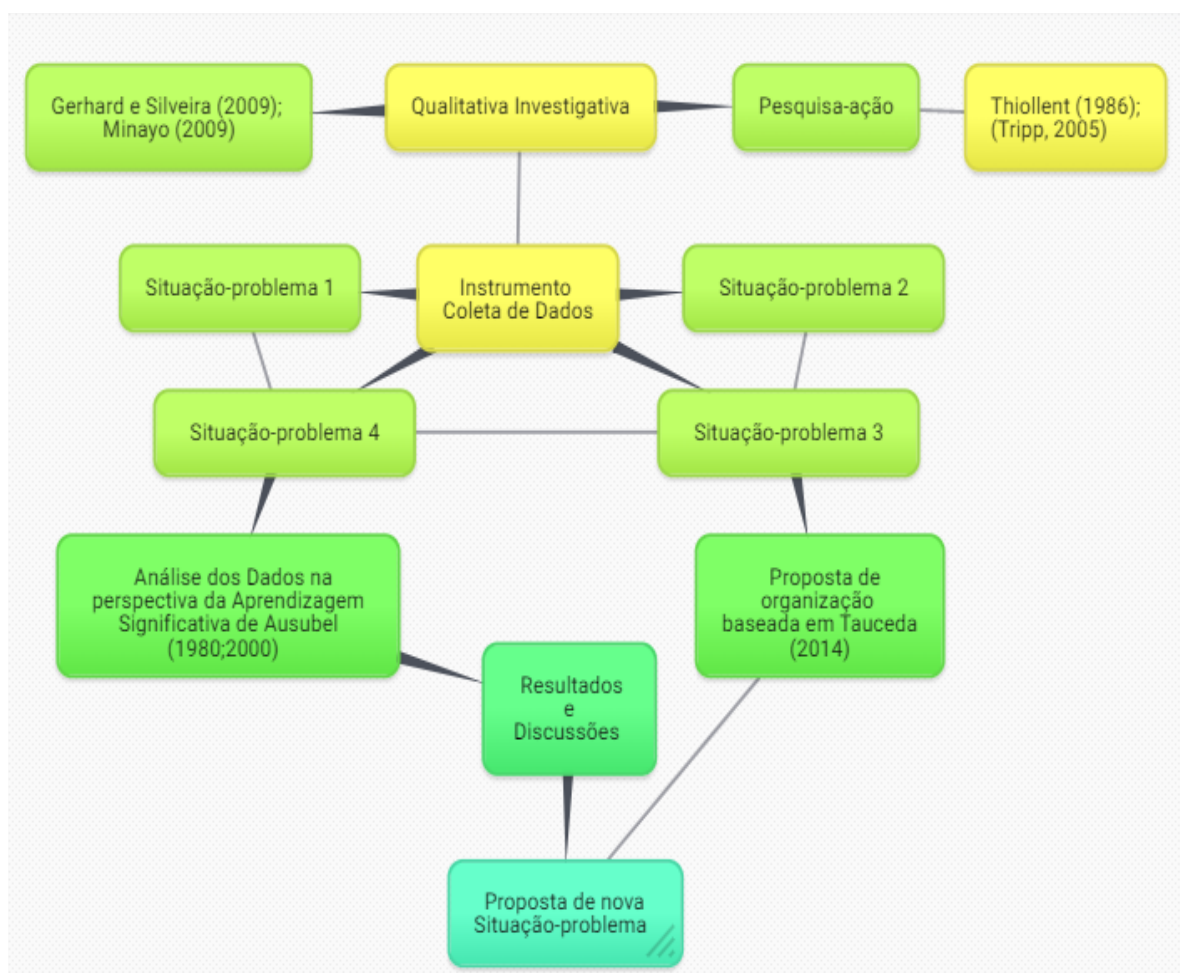 Gerhard e Silveira (2009);
Minayo (2009)
Qualitativa Investigativa
Pesquisa-ação
Thiollent (1986);
(Tripp, 2005)
Situação-problema 1
Instrumento
Coleta de Dados
Situação-problema 2
Situação-problema 4
Situação-problema 3
Análise dos Dados na
perspectiva da Aprendizagem
Significativa de Ausubel
(1980;2000)
Proposta de
organização
baseada em Tauceda
(2014)
Resultados
e
Discussões
Proposta de nova
Situação-problema